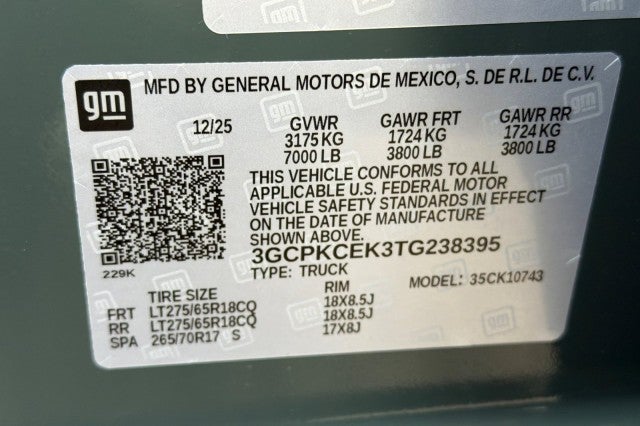 gm
MFD BY GENERAL MOTORS DE MEXICO, S. DE R.L. DE C.V.
12/25 GVWR GAWR FRT GAWR RR
3175 KG 1724 KG 1724 KG
7000 LB 3800 LB 3800 LB
THIS VEHICLE CONFORMS TO ALL
APPLICABLE U.S. FEDERAL MOTOR
VEHICLE SAFETY STANDARDS IN EFFECT
ON THE DATE OF MANUFACTURE
SHOWN ABOVE.
3GCPKCEK3TG238395
229K
TYPE: TRUCK MODEL: 35CK10743
TIRE SIZE RIM
FRT LT275/65R18CQ 18X8.5J
RR LT275/65R18CQ 18X8.5J
SPA 265/70R17 S 17X8J